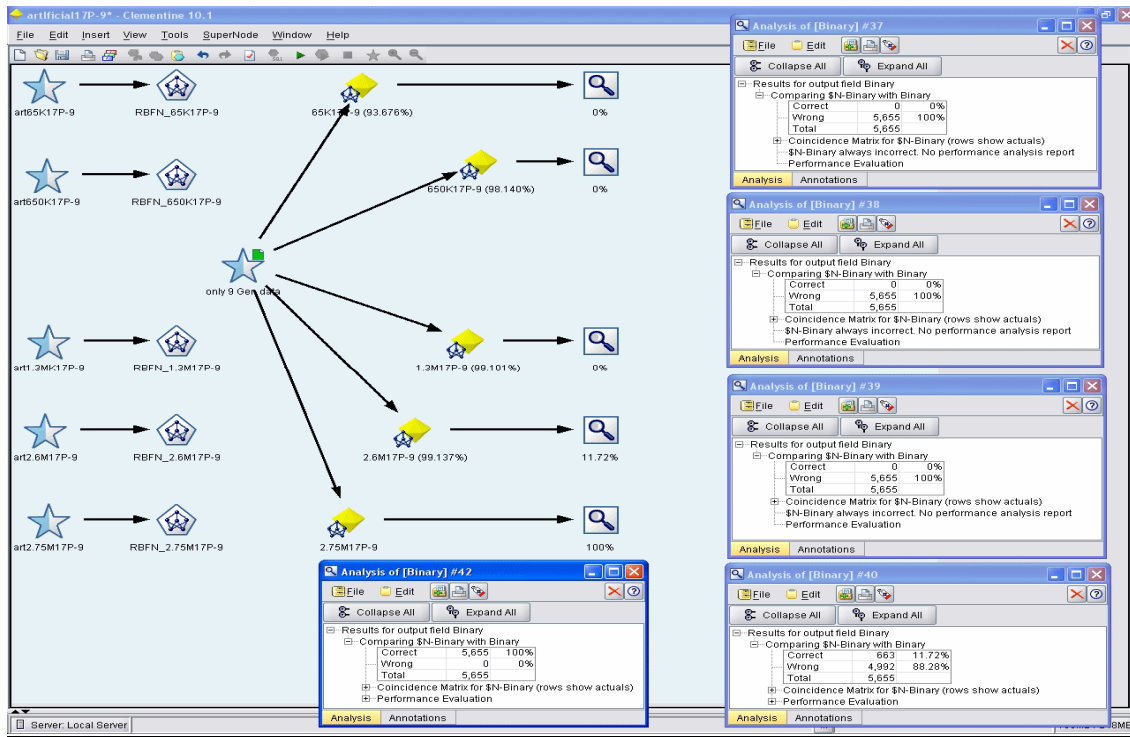 artIficial17P-9* - Clementine 10.1
File Edit Insert View Tools SuperNode Window Help
art65K17P-9
RBFN_65K17P-9
65K17P-9 (93.676%)
0%
art650K17P-9
RBFN_650K17P-9
650K17P-9 (98.140%)
0%
only 9 Gen data
art1.3MK17P-9
RBFN_1.3M17P-9
1.3M17P-9 (99.101%)
0%
art2.6M17P-9
RBFN_2.6M17P-9
2.6M17P-9 (99.137%)
11.72%
art2.75M17P-9
RBFN_2.75M17P-9
2.75M17P-9
100%
Analysis of [Binary] #37
File Edit
Collapse All Expand All
Results for output field Binary
Comparing $N-Binary with Binary
Correct 0 0%
Wrong 5,655 100%
Total 5,655
Coincidence Matrix for $N-Binary (rows show actuals)
$N-Binary always incorrect. No performance analysis report
Performance Evaluation
Analysis Annotations
Analysis of [Binary] #38
File Edit
Collapse All Expand All
Results for output field Binary
Comparing $N-Binary with Binary
Correct 0 0%
Wrong 5,655 100%
Total 5,655
Coincidence Matrix for $N-Binary (rows show actuals)
$N-Binary always incorrect. No performance analysis report
Performance Evaluation
Analysis Annotations
Analysis of [Binary] #39
File Edit
Collapse All Expand All
Results for output field Binary
Comparing $N-Binary with Binary
Correct 0 0%
Wrong 5,655 100%
Total 5,655
Coincidence Matrix for $N-Binary (rows show actuals)
$N-Binary always incorrect. No performance analysis report
Performance Evaluation
Analysis Annotations
Analysis of [Binary] #42
File Edit
Collapse All Expand All
Results for output field Binary
Comparing $N-Binary with Binary
Correct 5,655 100%
Wrong 0 0%
Total 5,655
Coincidence Matrix for $N-Binary (rows show actuals)
Performance Evaluation
Analysis Annotations
Analysis of [Binary] #40
File Edit
Collapse All Expand All
Results for output field Binary
Comparing $N-Binary with Binary
Correct 663 11.72%
Wrong 4,992 88.28%
Total 5,655
Coincidence Matrix for $N-Binary (rows show actuals)
Performance Evaluation
Analysis Annotations
Server: Local Server